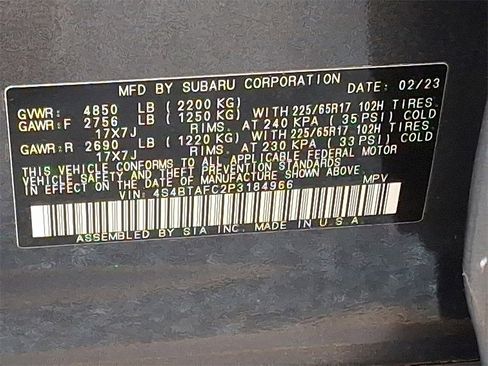 MFD BY SUBARU CORPORATION DATE: 02/23
GVWR: 4850 LB (2200 KG)
GAWR:F 2756 LB (1250 KG) WITH 225/65R17 102H TIRES
17X7J RIMS. AT 240 KPA (35 PSI) COLD
GAWR:R 2690 LB (1220 KG) WITH 225/65R17 102H TIRES
17X7J RIMS. AT 230 KPA (33 PSI) COLD
THIS VEHICLE CONFORMS TO ALL APPLICABLE FEDERAL MOTOR
VEHICLE SAFETY AND THEFT PREVENTION STANDARDS IN
EFFECT ON THE DATE OF MANUFACTURE SHOWN ABOVE.
VIN: 4S4BTAFC2P3184966 MPV
ASSEMBLED BY SIA INC. MADE IN U.S.A.